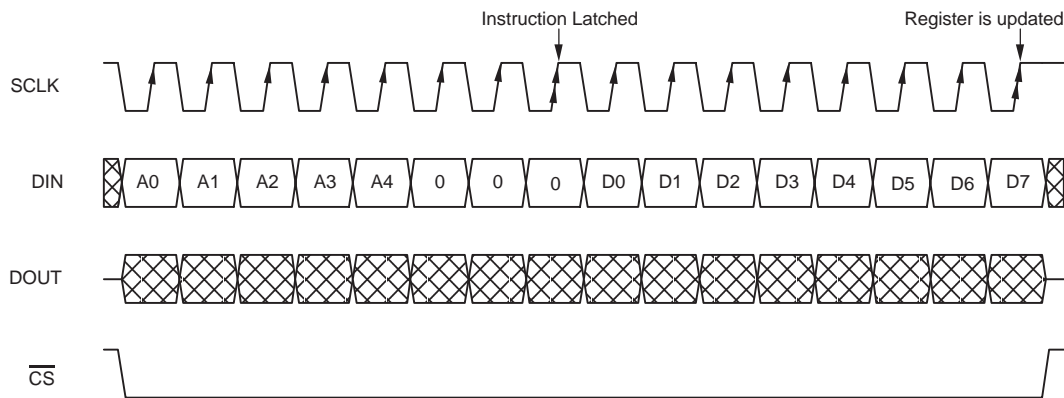 Instruction Latched Register is updated
SCLK
DIN A0 A1 A2 A3 A4 0 0 0 D0 D1 D2 D3 D4 D5 D6 D7
DOUT
CS